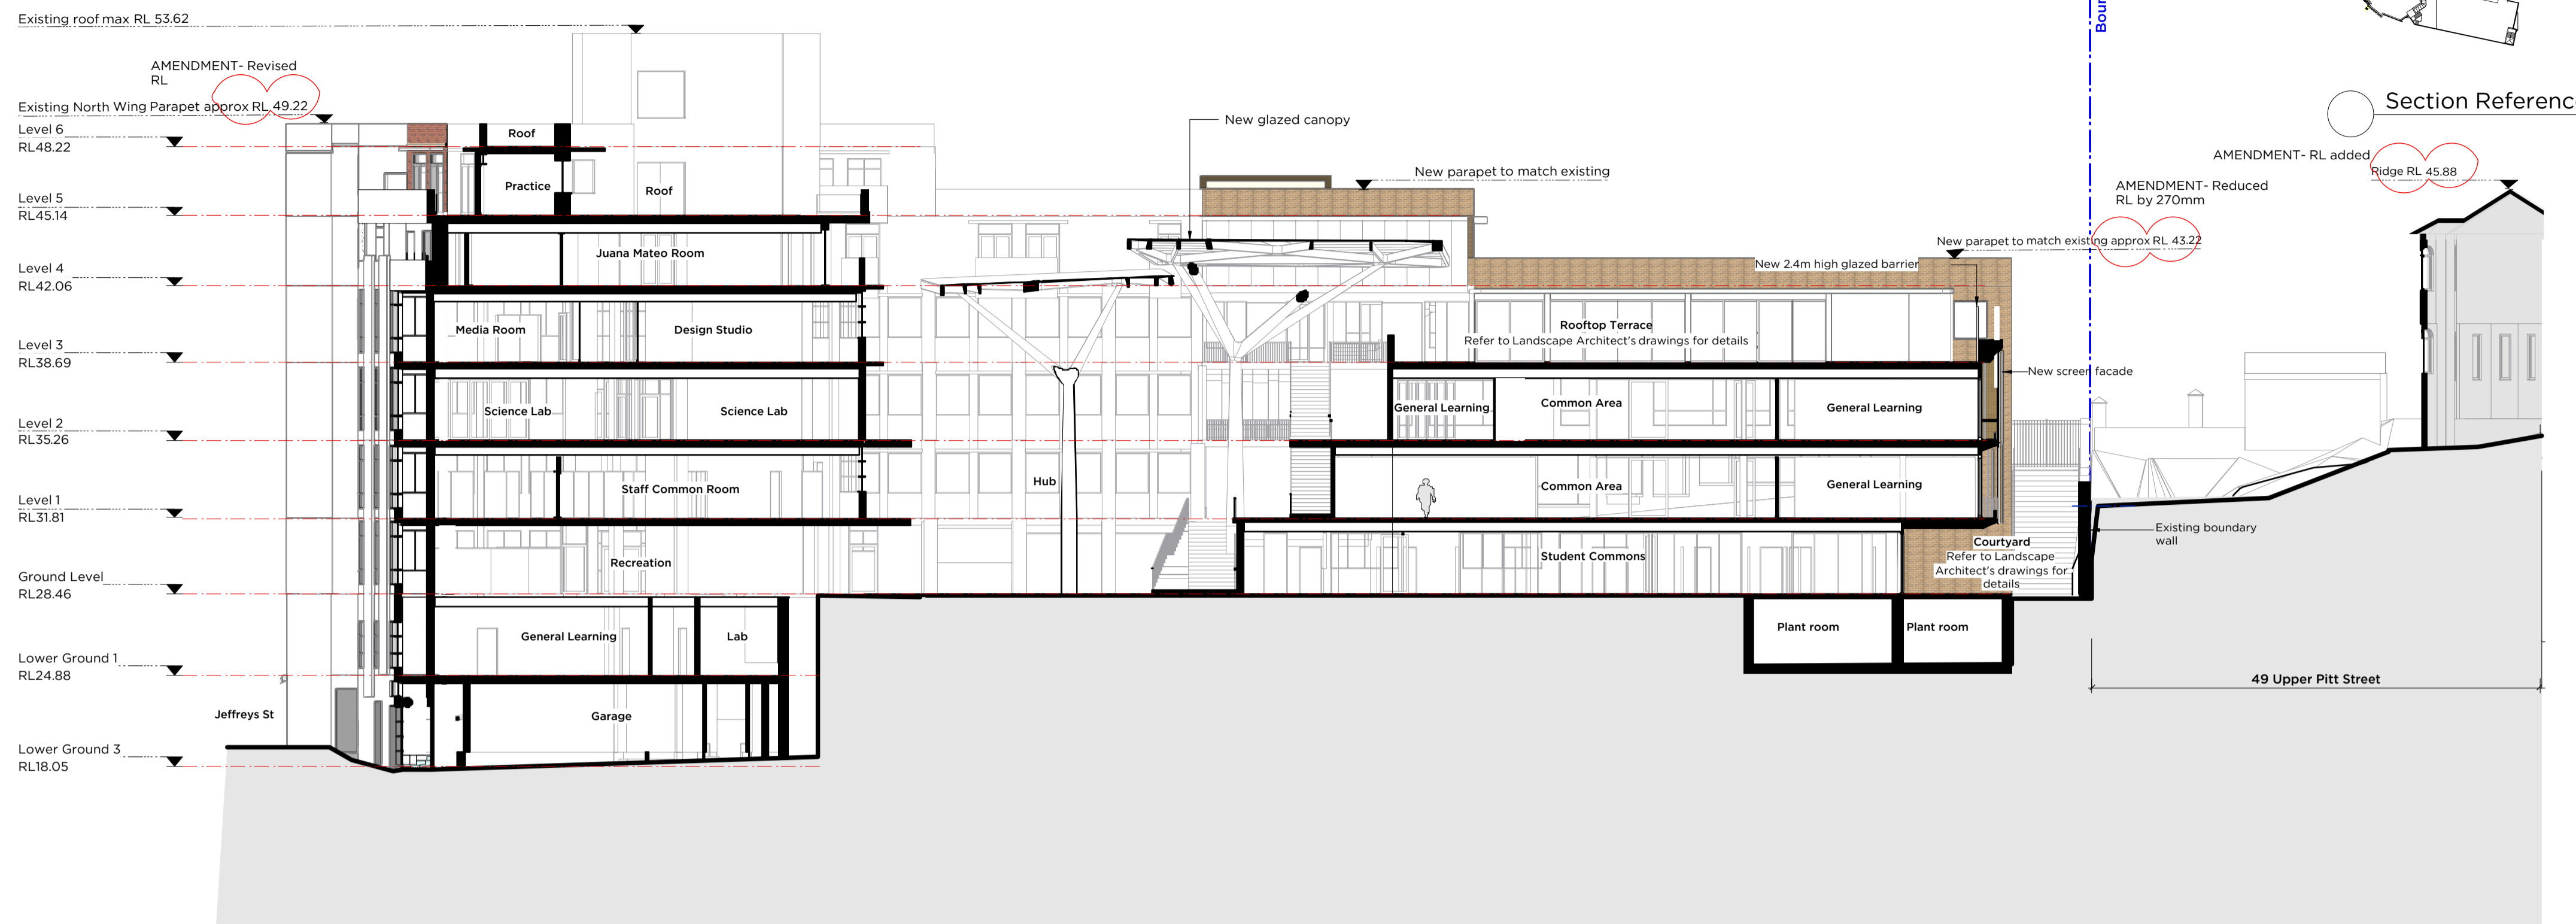 Existing roof max RL 53.62
AMENDMENT- Revised
RL
Existing North Wing Parapet approx RL 49.22
Level 6
RL48.22
Level 5
RL45.14
Level 4
RL42.06
Level 3
RL38.69
Level 2
RL35.26
Level 1
RL31.81
Ground Level
RL28.46
Lower Ground 1
RL24.88
Lower Ground 3
RL18.05
Jeffreys St
Roof
Practice
Roof
Juana Mateo Room
Media Room
Design Studio
Science Lab
Science Lab
Staff Common Room
Recreation
General Learning
Lab
Garage
Hub
New glazed canopy
New parapet to match existing
New parapet to match existing approx RL 43.22
New 2.4m high glazed barrier
Rooftop Terrace
Refer to Landscape Architect's drawings for details
New screen facade
General Learning
Common Area
General Learning
Common Area
General Learning
Student Commons
Courtyard
Refer to Landscape
Architect's drawings for
details
Plant room
Plant room
Existing boundary
wall
49 Upper Pitt Street
AMENDMENT- Reduced
RL by 270mm
AMENDMENT- RL added
Ridge RL 45.88
Section Referenc
Bour